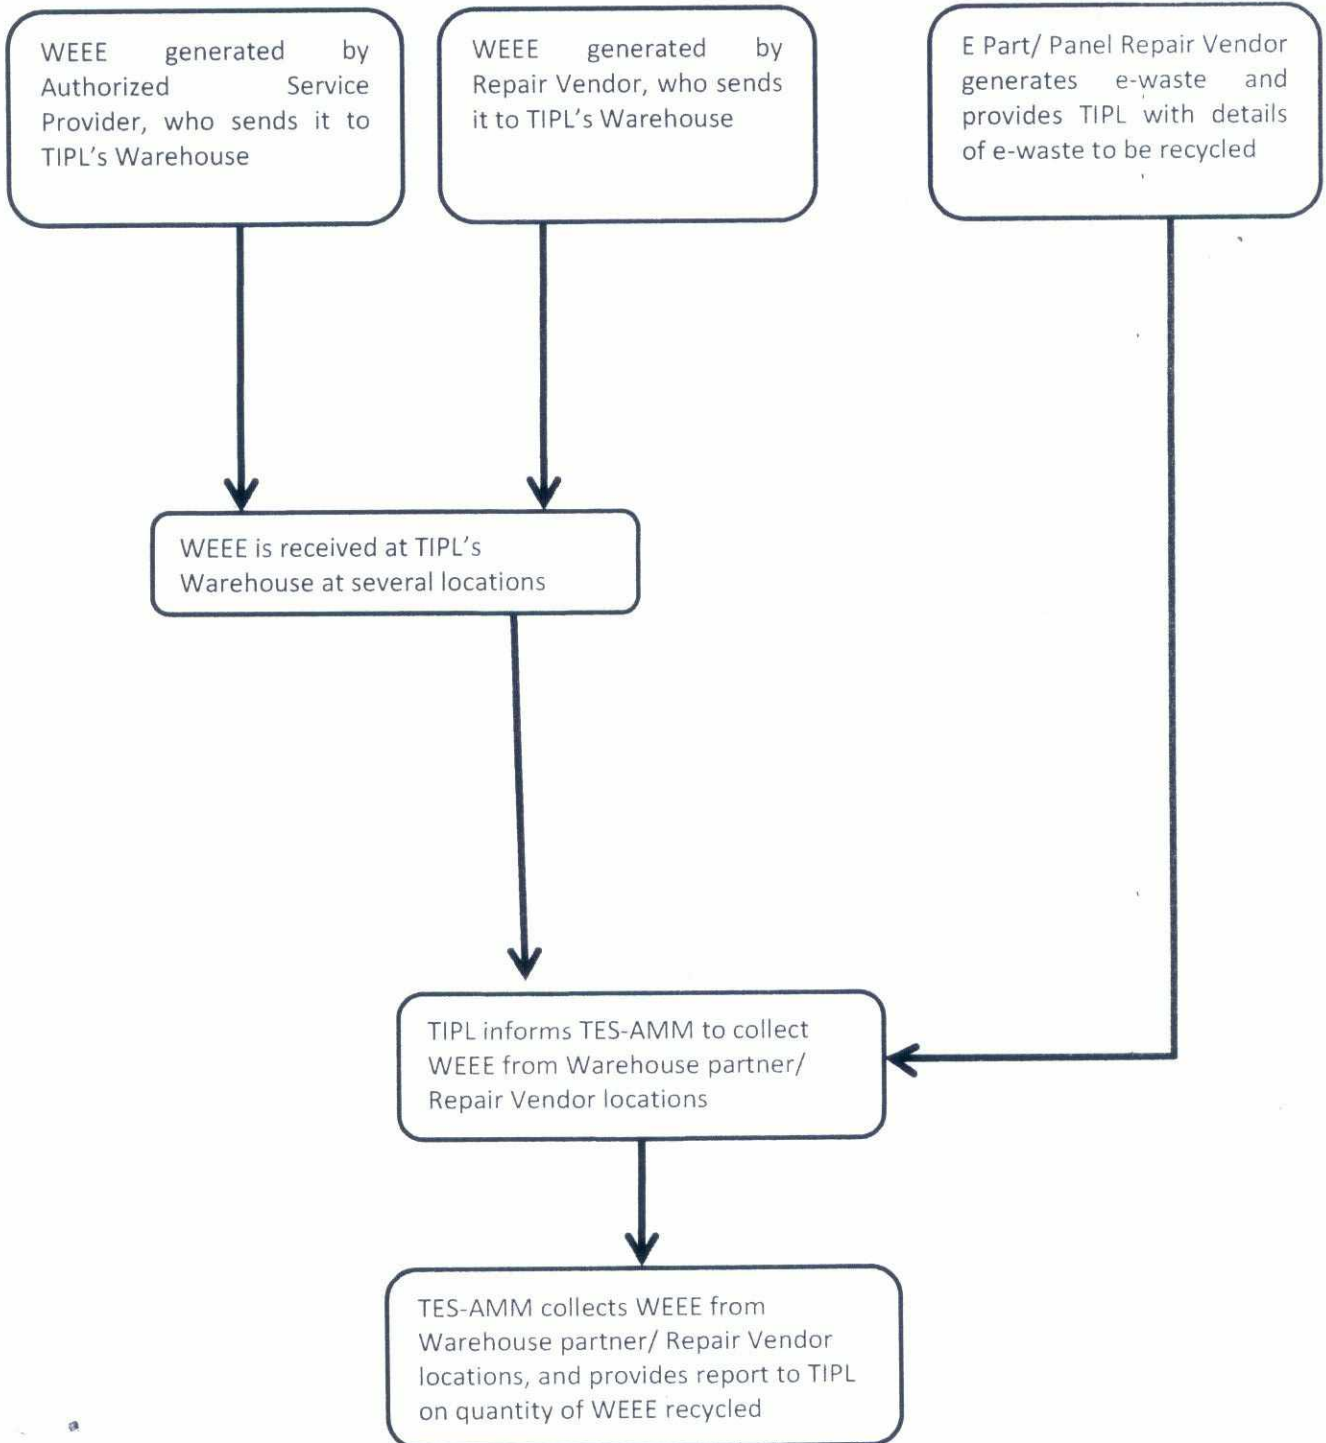 WEEE generated by
Authorized Service
Provider, who sends it to
TIPL's Warehouse
WEEE generated by
Repair Vendor, who sends
it to TIPL's Warehouse
E Part/ Panel Repair Vendor
generates e-waste and
provides TIPL with details
of e-waste to be recycled
WEEE is received at TIPL's
Warehouse at several locations
TIPL informs TES-AMM to collect
WEEE from Warehouse partner/
Repair Vendor locations
TES-AMM collects WEEE from
Warehouse partner/ Repair Vendor
locations, and provides report to TIPL
on quantity of WEEE recycled